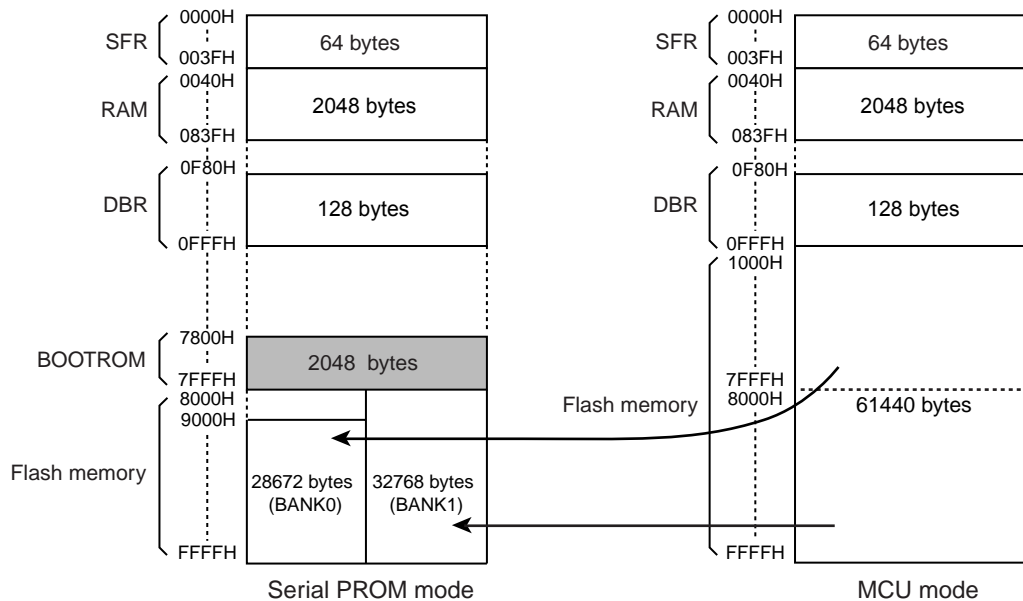 SFR
0000H
003FH
64 bytes
RAM
0040H
083FH
2048 bytes
DBR
0F80H
0FFFH
128 bytes
BOOTROM
7800H
7FFFH
2048 bytes
Flash memory
8000H
9000H
FFFFH
28672 bytes
(BANK0)
32768 bytes
(BANK1)
Serial PROM mode
SFR
0000H
003FH
64 bytes
RAM
0040H
083FH
2048 bytes
DBR
0F80H
0FFFH
128 bytes
Flash memory
1000H
7FFFH
8000H
FFFFH
61440 bytes
MCU mode